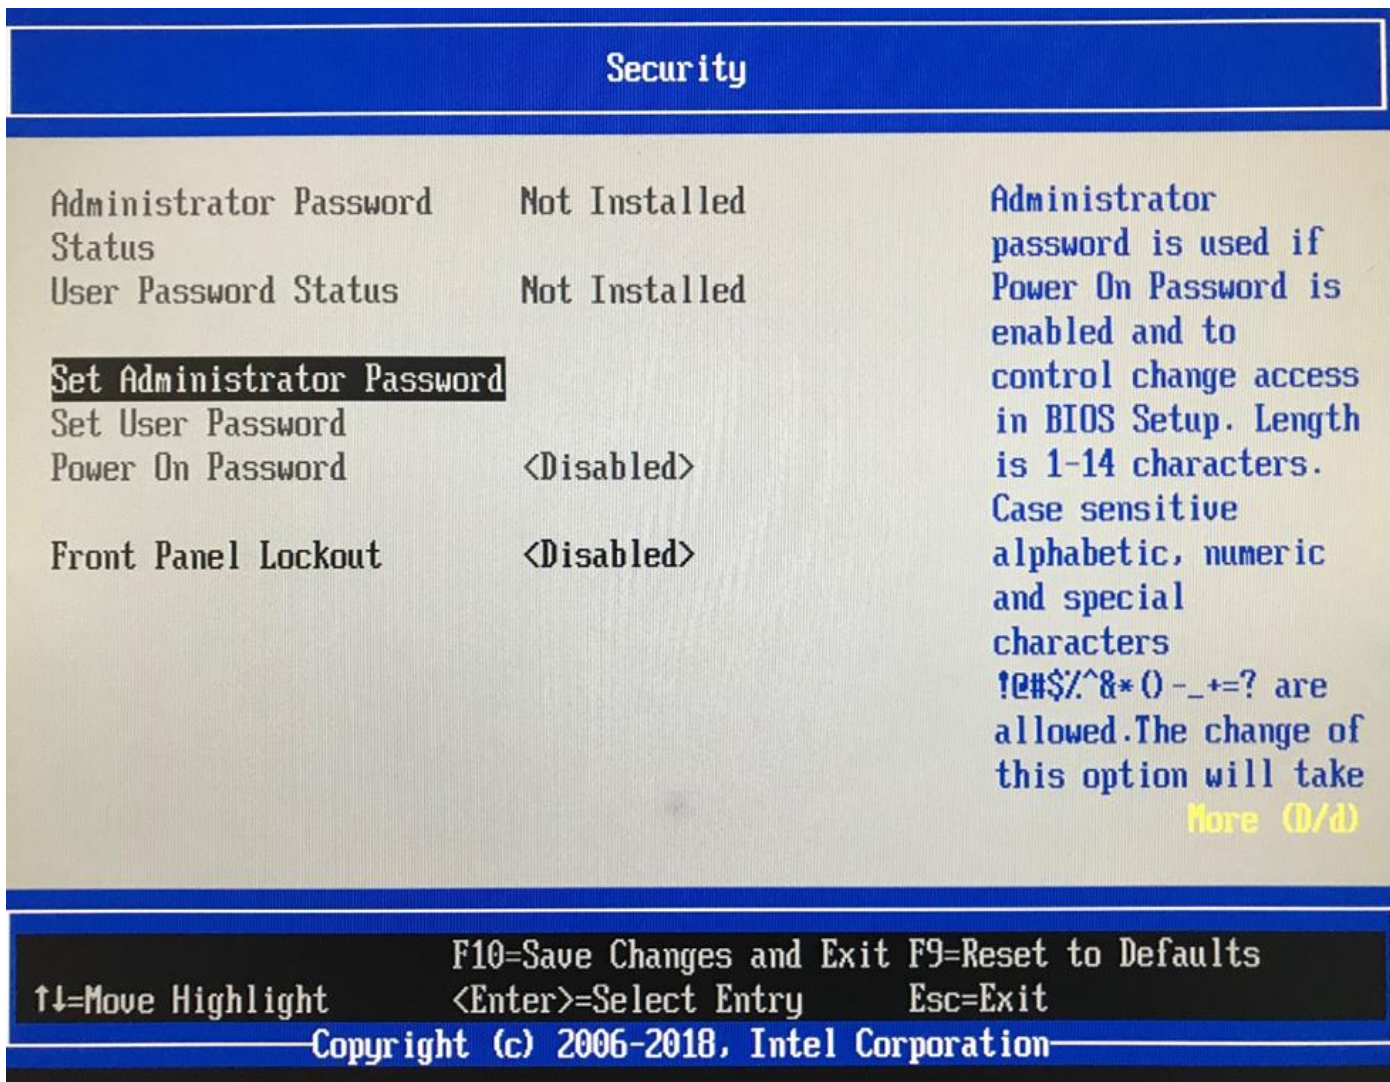 Security
Administrator Password Not Installed
Status
User Password Status Not Installed
Set Administrator Password
Set User Password
Power On Password <Disabled>
Front Panel Lockout <Disabled>
Administrator
password is used if
Power On Password is
enabled and to
control change access
in BIOS Setup. Length
is 1-14 characters.
Case sensitive
alphabetic, numeric
and special
characters
!@#$%^&*()-_+=? are
allowed.The change of
this option will take
More (D/d)
F10=Save Changes and Exit F9=Reset to Defaults
↑↓=Move Highlight <Enter>=Select Entry Esc=Exit
Copyright (c) 2006-2018, Intel Corporation